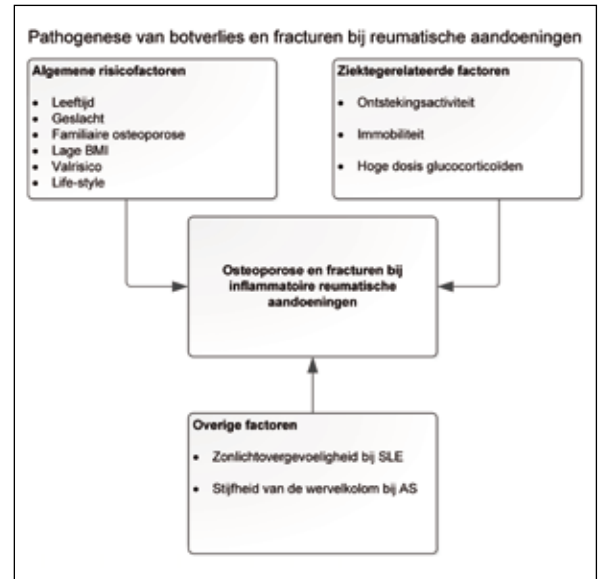 Pathogenese van botverlies en fracturen bij reumatische aandoeningen
Algemene risicofactoren
• Leeftijd
• Geslacht
• Familiaire osteoporose
• Lage BMI
• Valrisico
• Life-style
Ziektegerelateerde factoren
• Ontstekingsactiviteit
• Immobiliteit
• Hoge dosis glucocorticoïden
Osteoporose en fracturen bij
inflammatoire reumatische
aandoeningen
Overige factoren
• Zonlichtovergevoeligheid bij SLE
• Stijfheid van de wervelkolom bij AS